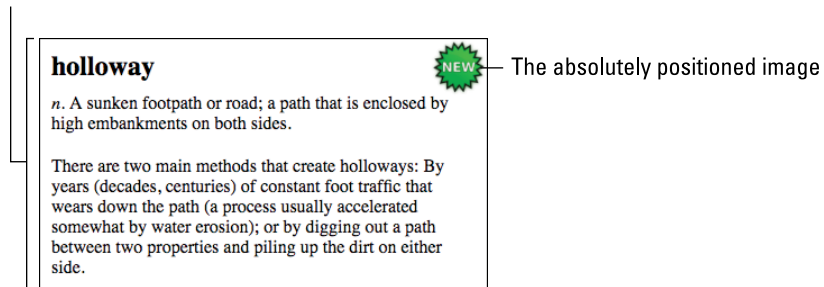 holloway
NEW
The absolutely positioned image
n. A sunken footpath or road; a path that is enclosed by
high embankments on both sides.
There are two main methods that create holloways: By
years (decades, centuries) of constant foot traffic that
wears down the path (a process usually accelerated
somewhat by water erosion); or by digging out a path
between two properties and piling up the dirt on either
side.